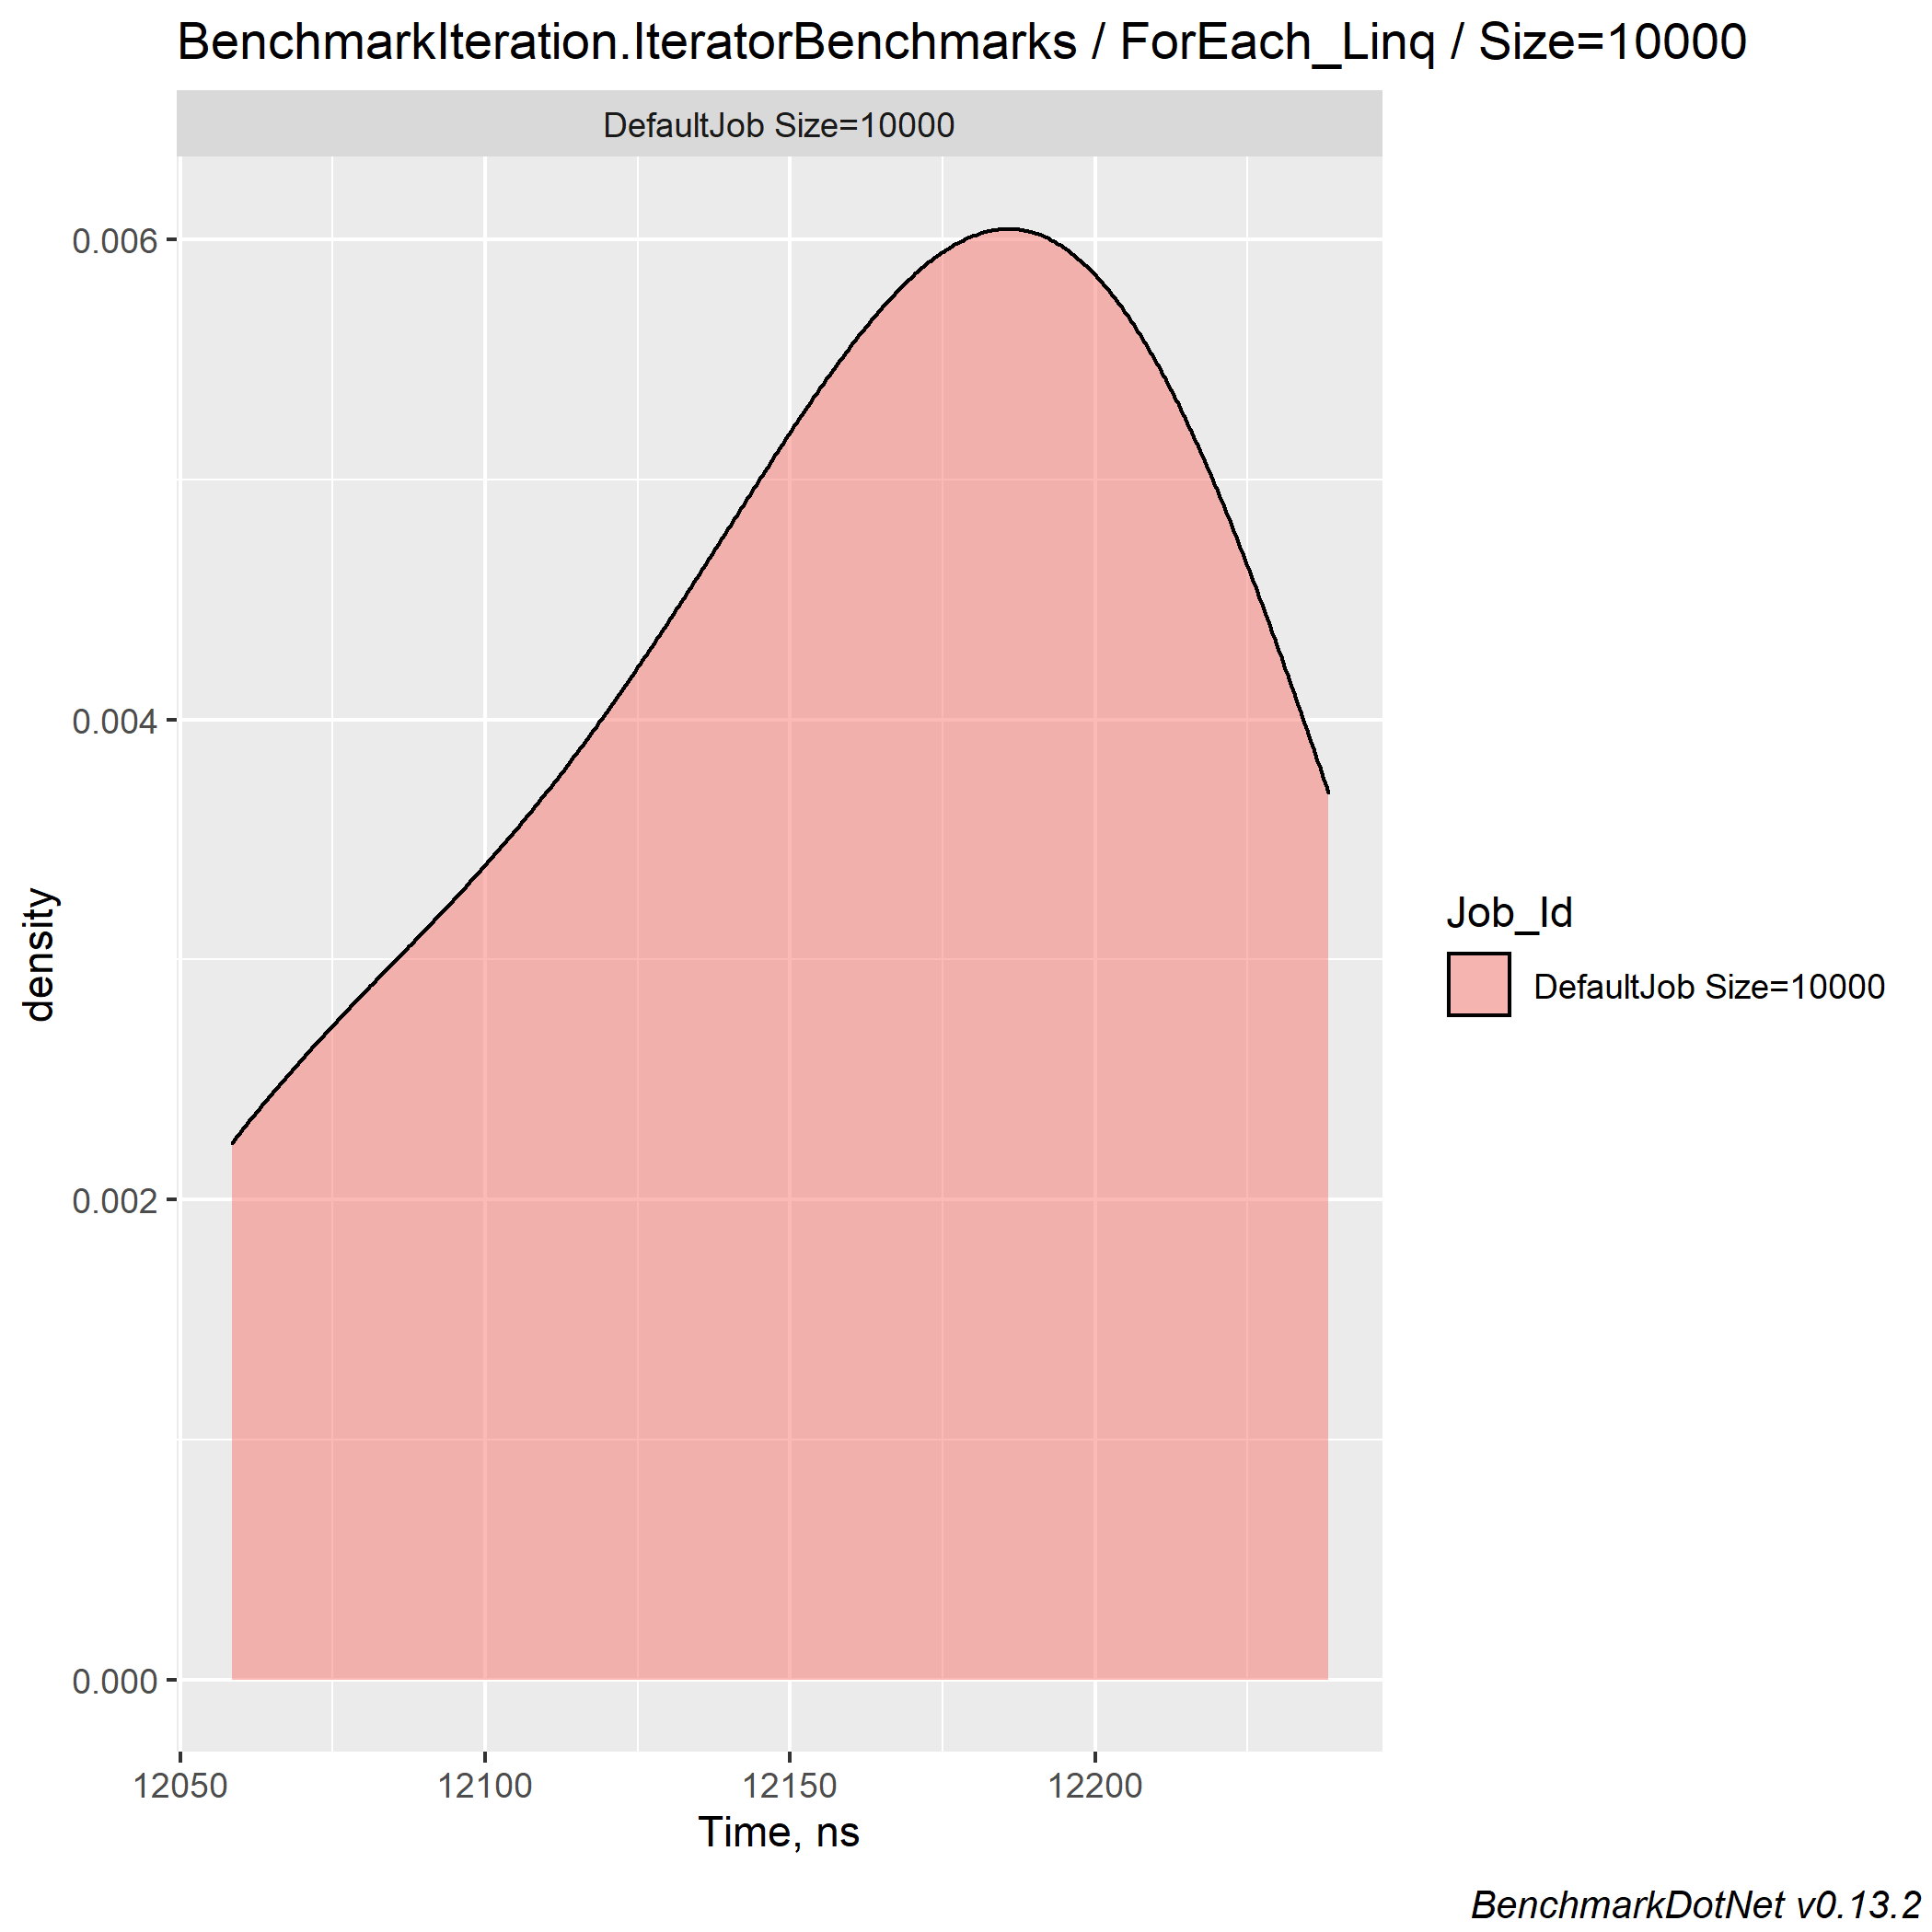 BenchmarkIteration.IteratorBenchmarks / ForEach_Linq / Size=10000
DefaultJob Size=10000
0.006
0.004
0.002
0.000
density
12050 12100 12150 12200
Time, ns
Job_Id
DefaultJob Size=10000
BenchmarkDotNet v0.13.2